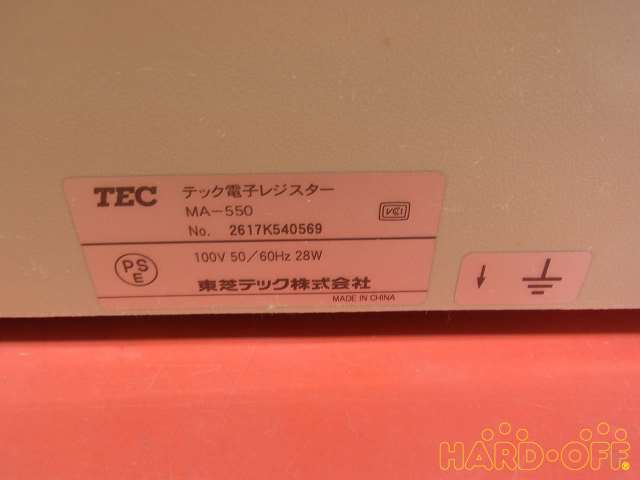 TEC テック電子レジスター
MA-550
VCI
No. 2617K540569
100V 50/60Hz 28W
PSE
東芝テック株式会社
MADE IN CHINA
HARD-OFF